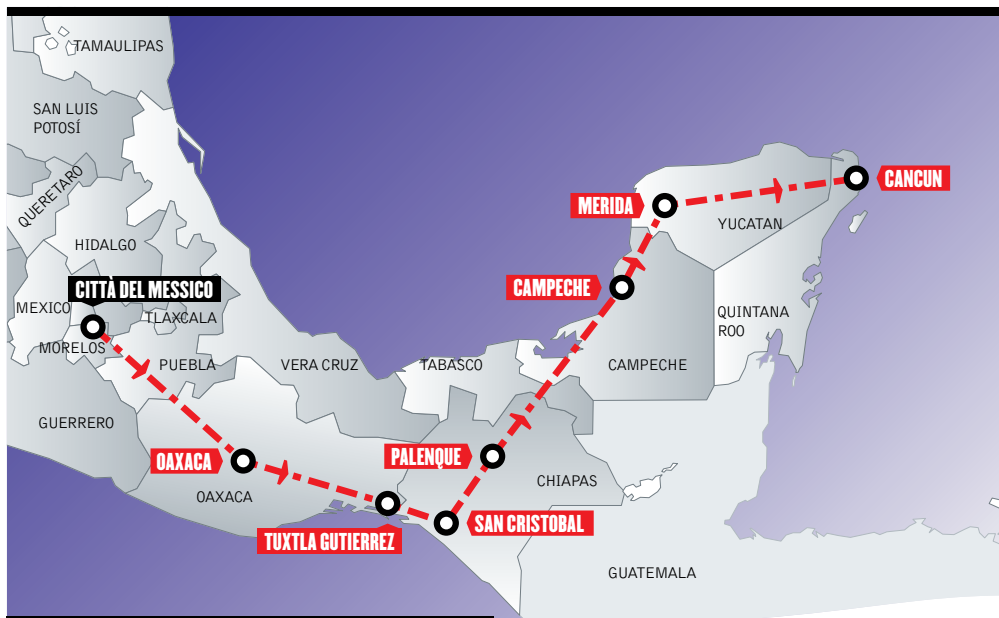 TAMAULIPAS
SAN LUIS
POTOSÍ
QUERETARO
HIDALGO
CITTÀ DEL MESSICO
MEXICO
TLAXCALA
MORELOS
PUEBLA
GUERRERO
VERA CRUZ
TABASCO
OAXACA
OAXACA
TUXTLA GUTIERREZ
PALENQUE
SAN CRISTOBAL
CHIAPAS
GUATEMALA
CAMPECHE
CAMPECHE
MERIDA
YUCATAN
CANCUN
QUINTANA
ROO